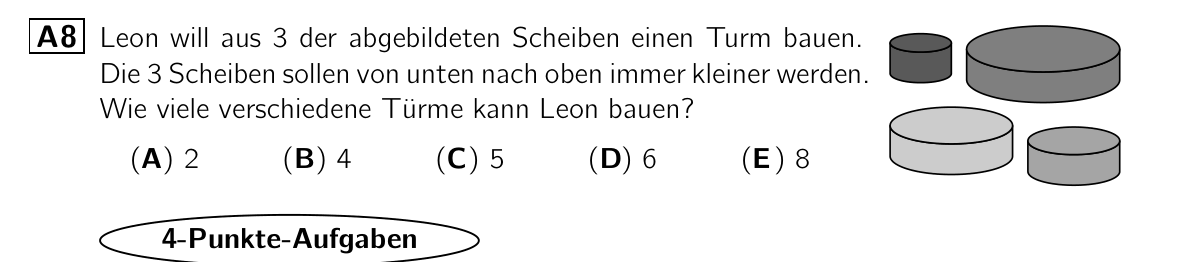 A8 Leon will aus 3 der abgebildeten Scheiben einen Turm bauen.
Die 3 Scheiben sollen von unten nach oben immer kleiner werden.
Wie viele verschiedene Türme kann Leon bauen?
(A) 2 (B) 4 (C) 5 (D) 6 (E) 8
4-Punkte-Aufgaben